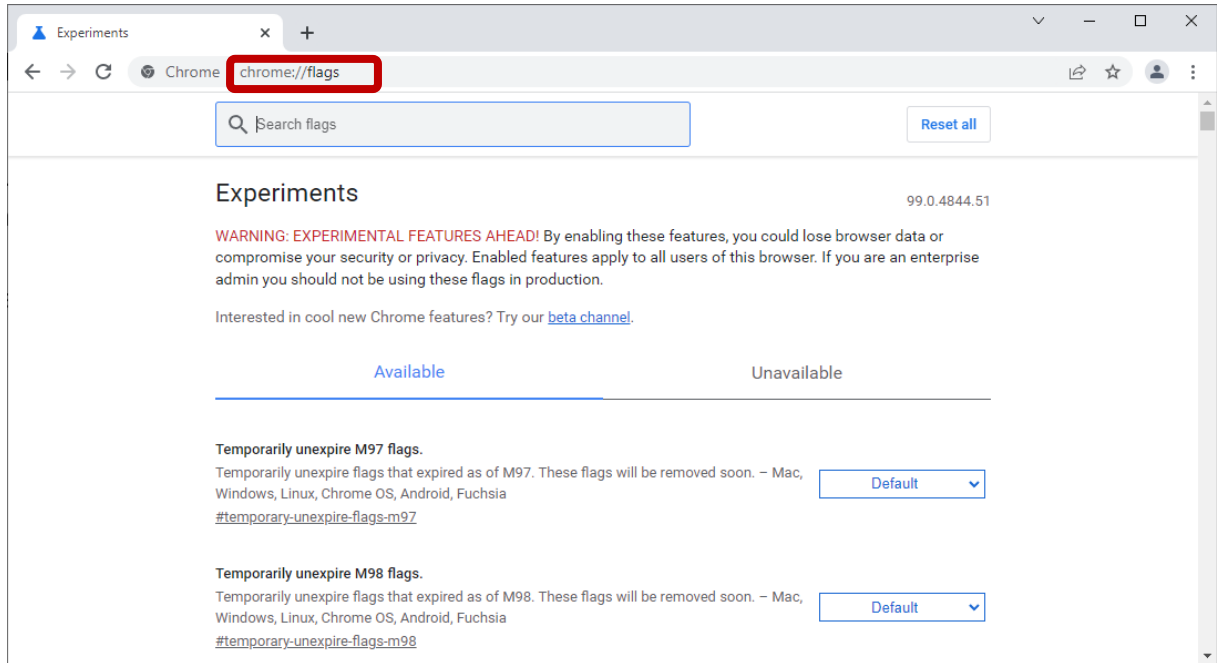 Experiments
Chrome chrome://flags
Search flags
Reset all
Experiments
99.0.4844.51
WARNING: EXPERIMENTAL FEATURES AHEAD! By enabling these features, you could lose browser data or
compromise your security or privacy. Enabled features apply to all users of this browser. If you are an enterprise
admin you should not be using these flags in production.
Interested in cool new Chrome features? Try our beta channel.
Available
Unavailable
Temporarily unexpire M97 flags.
Temporarily unexpire flags that expired as of M97. These flags will be removed soon. – Mac,
Windows, Linux, Chrome OS, Android, Fuchsia
#temporary-unexpire-flags-m97
Default
Temporarily unexpire M98 flags.
Temporarily unexpire flags that expired as of M98. These flags will be removed soon. – Mac,
Windows, Linux, Chrome OS, Android, Fuchsia
#temporary-unexpire-flags-m98
Default